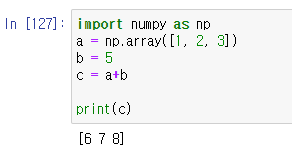 In [127]: import numpy as np
a = np.array([1, 2, 3])
b = 5
c = a+b
print(c)
[6 7 8]